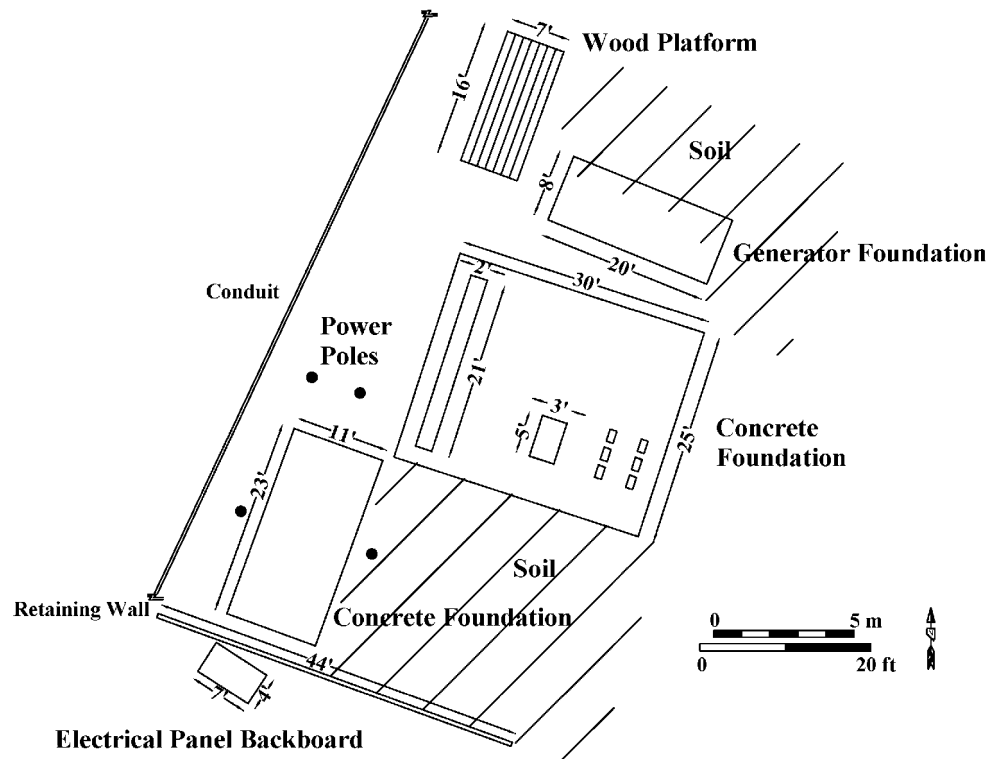 7'
Wood Platform
16'
Soil
8'
Generator Foundation
20'
2'
30'
Conduit
Power
Poles
21'
3'
5'
25'
Concrete
Foundation
11'
23'
Soil
Retaining Wall
Concrete Foundation
44'
0 5 m
0 20 ft
7'
4'
Electrical Panel Backboard